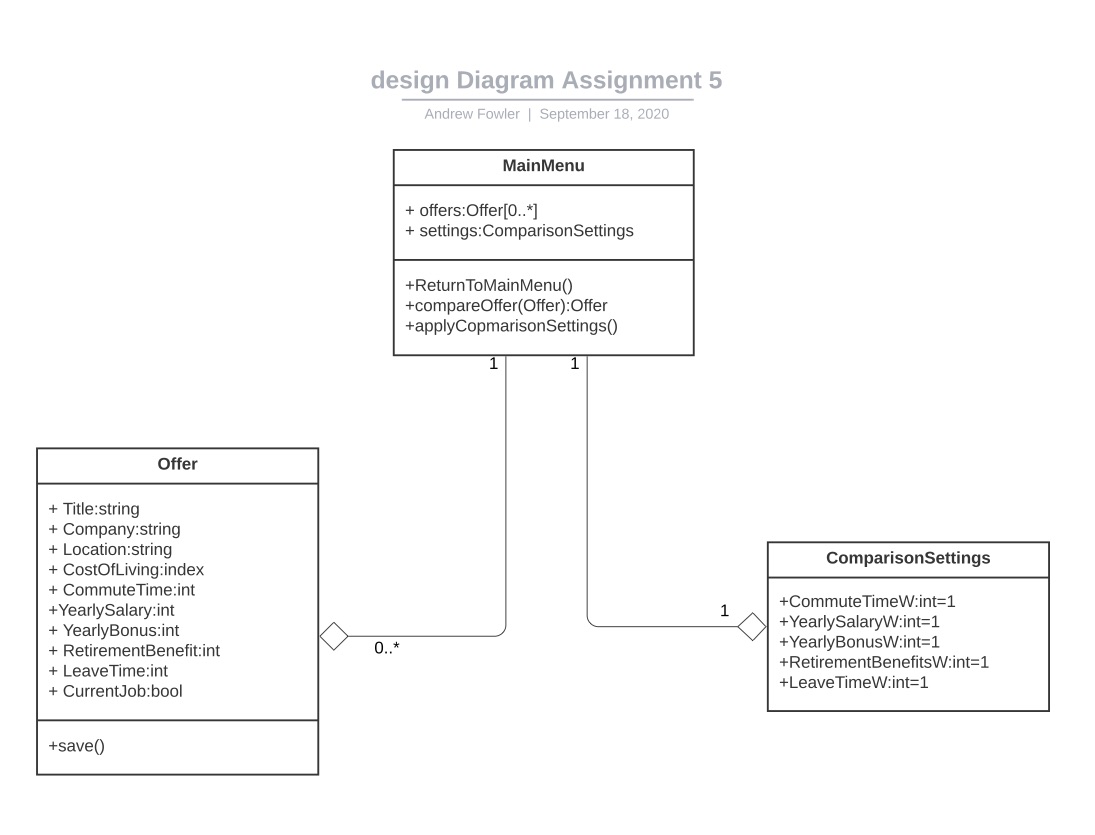 design Diagram Assignment 5
Andrew Fowler | September 18, 2020
MainMenu
+ offers:Offer[0..*]
+ settings:ComparisonSettings
+ReturnToMainMenu()
+compareOffer(Offer):Offer
+applyCopmarisonSettings()
1
1
Offer
+ Title:string
+ Company:string
+ Location:string
+ CostOfLiving:index
+ CommuteTime:int
+YearlySalary:int
+ YearlyBonus:int
+ RetirementBenefit:int
+ LeaveTime:int
+ CurrentJob:bool
+save()
0..*
1
ComparisonSettings
+CommuteTimeW:int=1
+YearlySalaryW:int=1
+YearlyBonusW:int=1
+RetirementBenefitsW:int=1
+LeaveTimeW:int=1